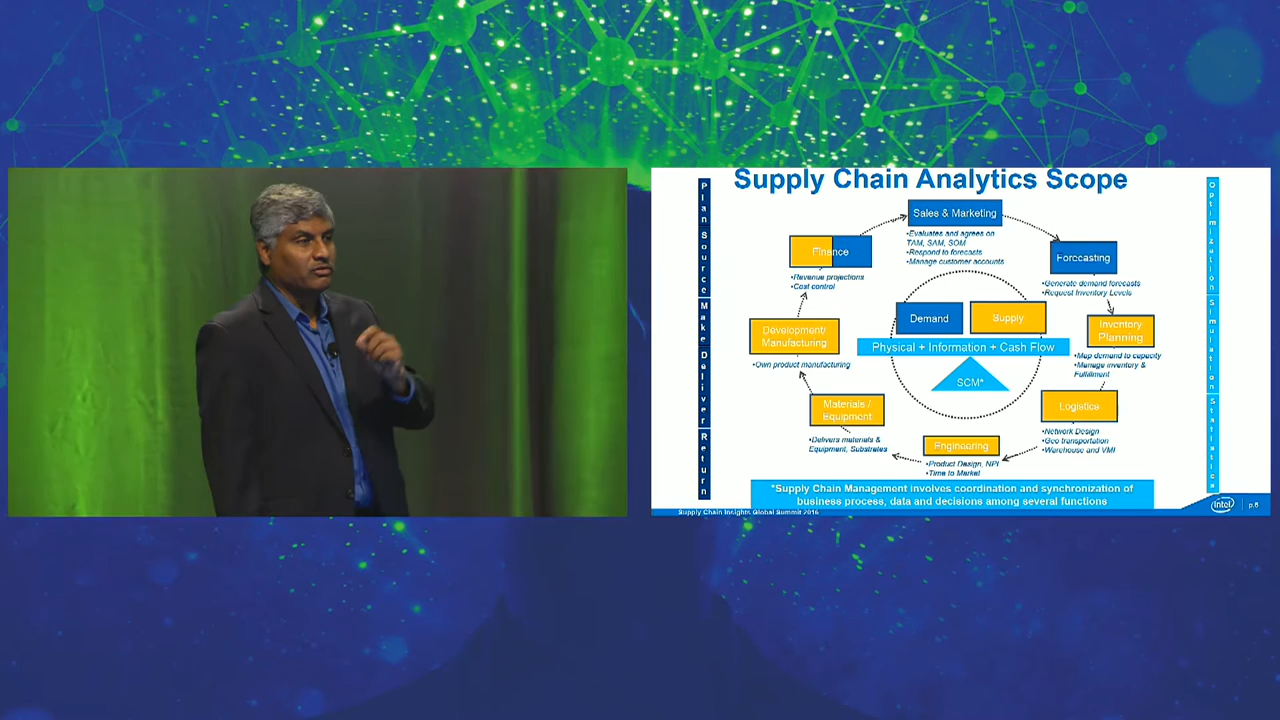 Supply Chain Analytics Scope
Plan Source Make Deliver Return
Optimization Simulation Statistics
Sales & Marketing
•Evaluates and agrees on
TAM, SAM, SOM
•Respond to forecasts
•Manage customer accounts
Finance
•Revenue projections
•Cost control
Forecasting
•Generate demand forecasts
•Request Inventory Levels
Demand
Supply
Physical + Information + Cash Flow
SCM*
Development/
Manufacturing
•Own product manufacturing
Inventory
Planning
•Map demand to capacity
•Manage inventory &
Fulfillment
Materials /
Equipment
•Delivers materials &
Equipment, Substrates
Logistics
•Network Design
•Geo transportation
•Warehouse and VMI
Engineering
•Product Design, NPI
•Time to Market
*Supply Chain Management involves coordination and synchronization of
business process, data and decisions among several functions
Supply Chain Insights Global Summit 2016
intel
p.6